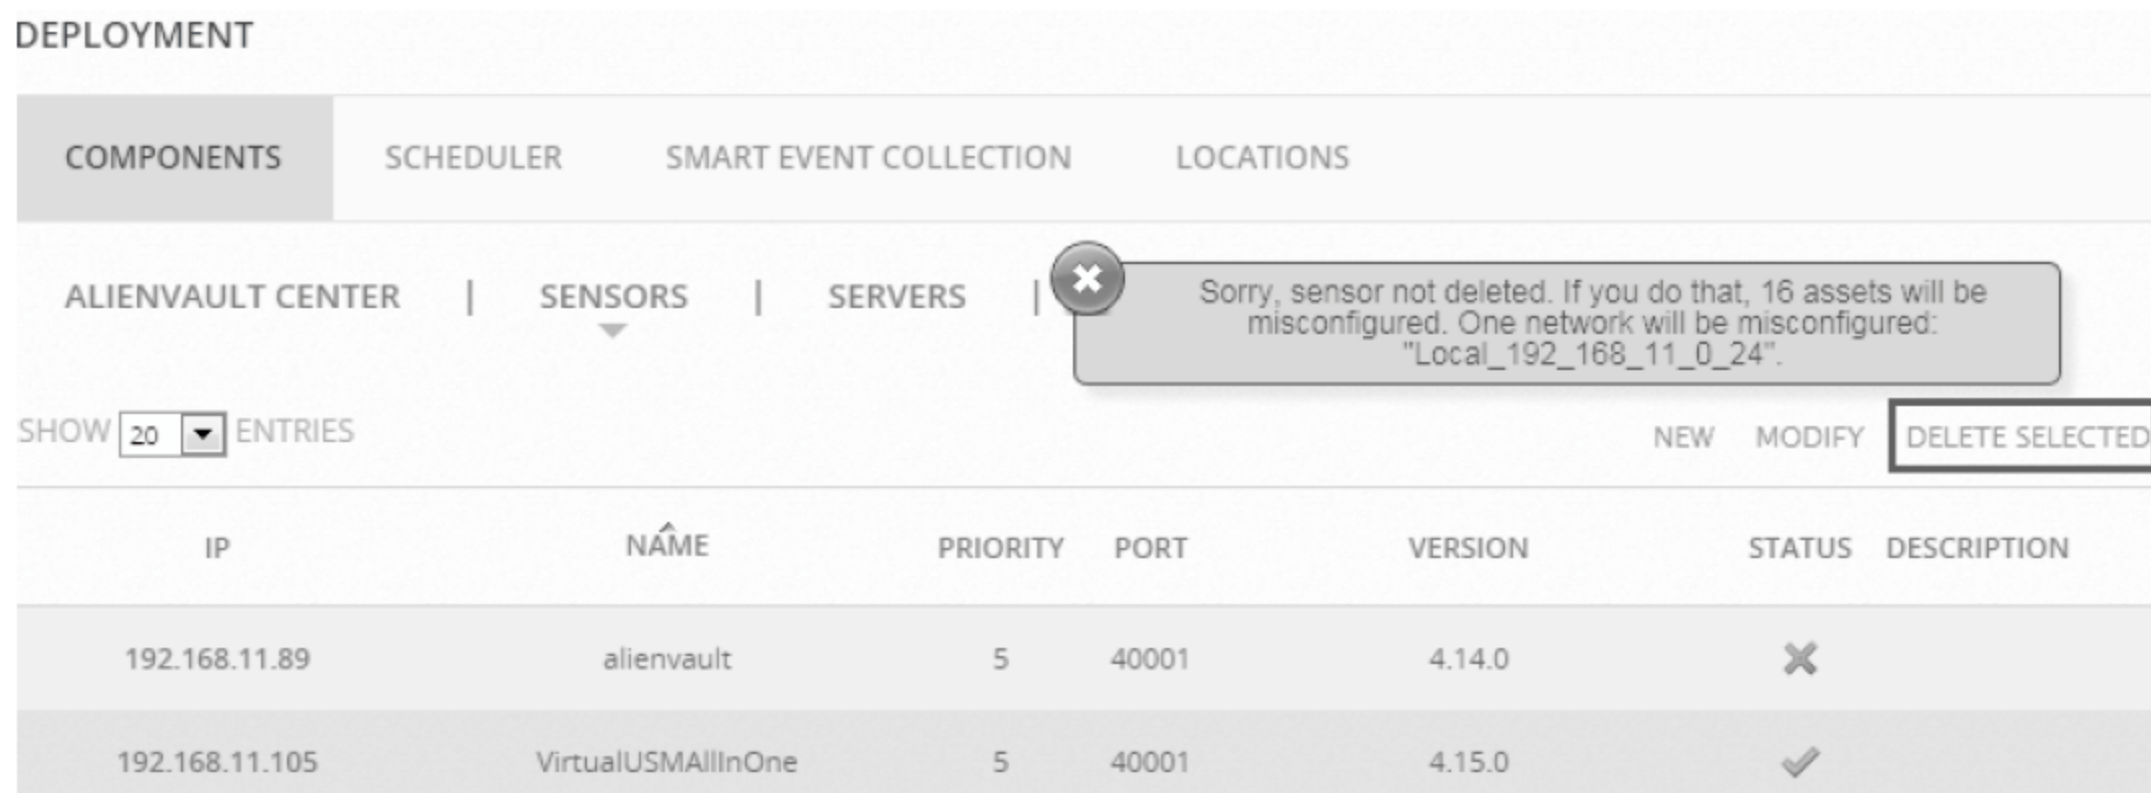 DEPLOYMENT
COMPONENTS SCHEDULER SMART EVENT COLLECTION LOCATIONS
ALIENVAULT CENTER | SENSORS | SERVERS |
Sorry, sensor not deleted. If you do that, 16 assets will be
misconfigured. One network will be misconfigured:
"Local_192_168_11_0_24".
SHOW 20 ENTRIES NEW MODIFY DELETE SELECTED
IP NAME PRIORITY PORT VERSION STATUS DESCRIPTION
192.168.11.89 alienvault 5 40001 4.14.0
192.168.11.105 VirtualUSMAllInOne 5 40001 4.15.0